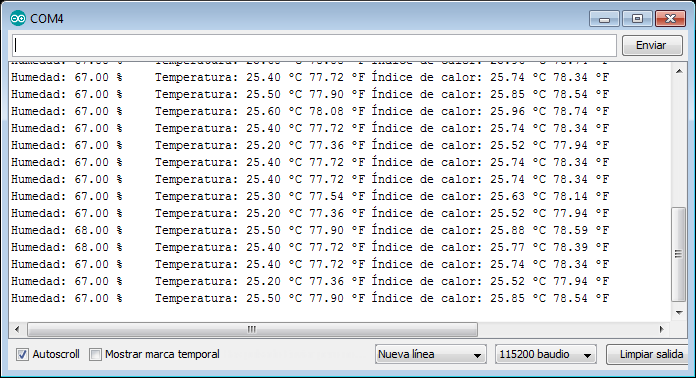 COM4
Enviar
Humedad: 67.00 % Temperatura: 25.40 °C 77.72 °F Índice de calor: 25.74 °C 78.34 °F
Humedad: 67.00 % Temperatura: 25.50 °C 77.90 °F Índice de calor: 25.85 °C 78.54 °F
Humedad: 67.00 % Temperatura: 25.60 °C 78.08 °F Índice de calor: 25.96 °C 78.74 °F
Humedad: 67.00 % Temperatura: 25.40 °C 77.72 °F Índice de calor: 25.74 °C 78.34 °F
Humedad: 67.00 % Temperatura: 25.20 °C 77.36 °F Índice de calor: 25.52 °C 77.94 °F
Humedad: 67.00 % Temperatura: 25.40 °C 77.72 °F Índice de calor: 25.74 °C 78.34 °F
Humedad: 67.00 % Temperatura: 25.40 °C 77.72 °F Índice de calor: 25.74 °C 78.34 °F
Humedad: 67.00 % Temperatura: 25.30 °C 77.54 °F Índice de calor: 25.63 °C 78.14 °F
Humedad: 67.00 % Temperatura: 25.20 °C 77.36 °F Índice de calor: 25.52 °C 77.94 °F
Humedad: 68.00 % Temperatura: 25.50 °C 77.90 °F Índice de calor: 25.88 °C 78.59 °F
Humedad: 68.00 % Temperatura: 25.40 °C 77.72 °F Índice de calor: 25.77 °C 78.39 °F
Humedad: 67.00 % Temperatura: 25.40 °C 77.72 °F Índice de calor: 25.74 °C 78.34 °F
Humedad: 67.00 % Temperatura: 25.20 °C 77.36 °F Índice de calor: 25.52 °C 77.94 °F
Humedad: 67.00 % Temperatura: 25.50 °C 77.90 °F Índice de calor: 25.85 °C 78.54 °F
Autoscroll Mostrar marca temporal Nueva línea 115200 baudio Limpiar salida